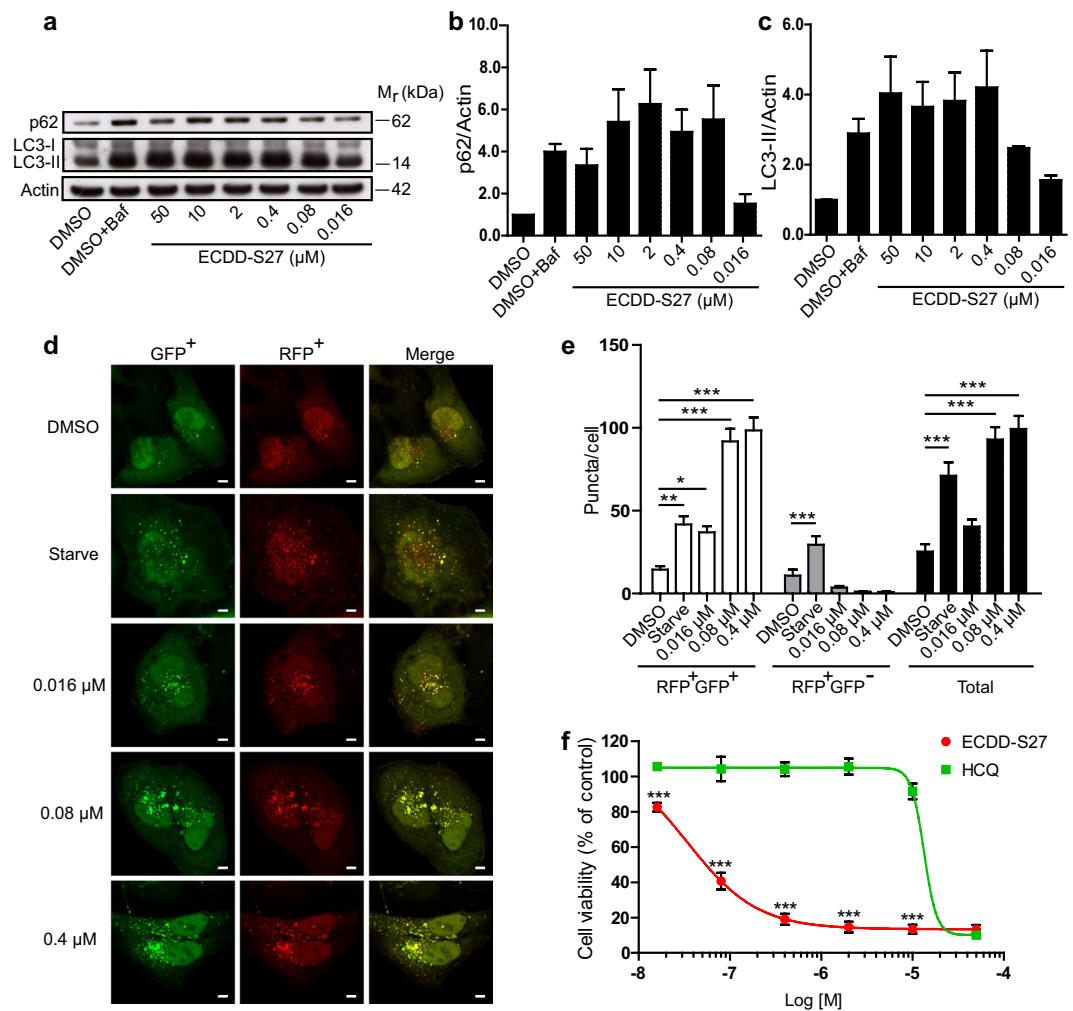 a
Mr (kDa)
p62
62
LC3-I
LC3-II
14
Actin
42
DMSO
DMSO+Baf
50
10
2
0.4
0.08
0.016
ECDD-S27 (µM)
b
p62/Actin
10.0
8.0
6.0
4.0
2.0
0.0
DMSO
DMSO+Baf
50
10
2
0.4
0.08
0.016
ECDD-S27 (µM)
c
LC3-II/Actin
6.0
4.0
2.0
0.0
DMSO
DMSO+Baf
50
10
2
0.4
0.08
0.016
ECDD-S27 (µM)
d
GFP+ RFP+ Merge
DMSO
Starve
0.016 µM
0.08 µM
0.4 µM
e
Puncta/cell
150
100
50
0
***
***
*
**
***
***
***
***
DMSO
Starve
0.016 µM
0.08 µM
0.4 µM
RFP+GFP+
DMSO
Starve
0.016 µM
0.08 µM
0.4 µM
RFP+GFP−
DMSO
Starve
0.016 µM
0.08 µM
0.4 µM
Total
f
Cell viability (% of control)
120
100
80
60
40
20
0
ECDD-S27
HCQ
***
***
***
***
***
-8 -7 -6 -5 -4
Log [M]